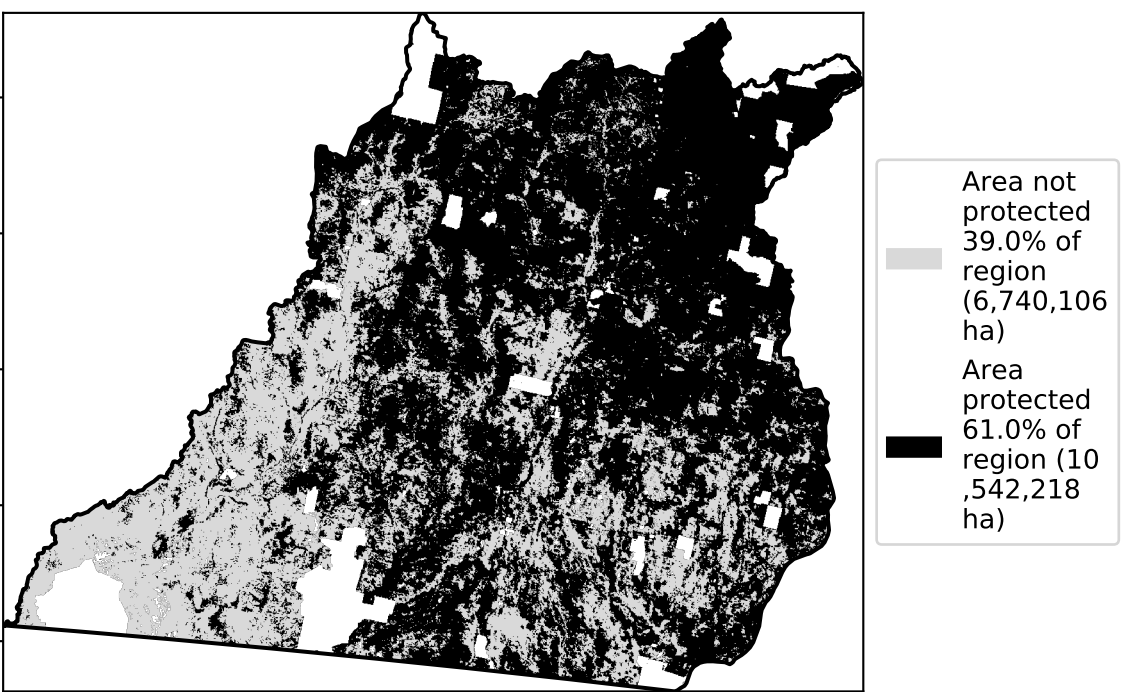 Area not
protected
39.0% of
region
(6,740,106
ha)
Area
protected
61.0% of
region (10
,542,218
ha)